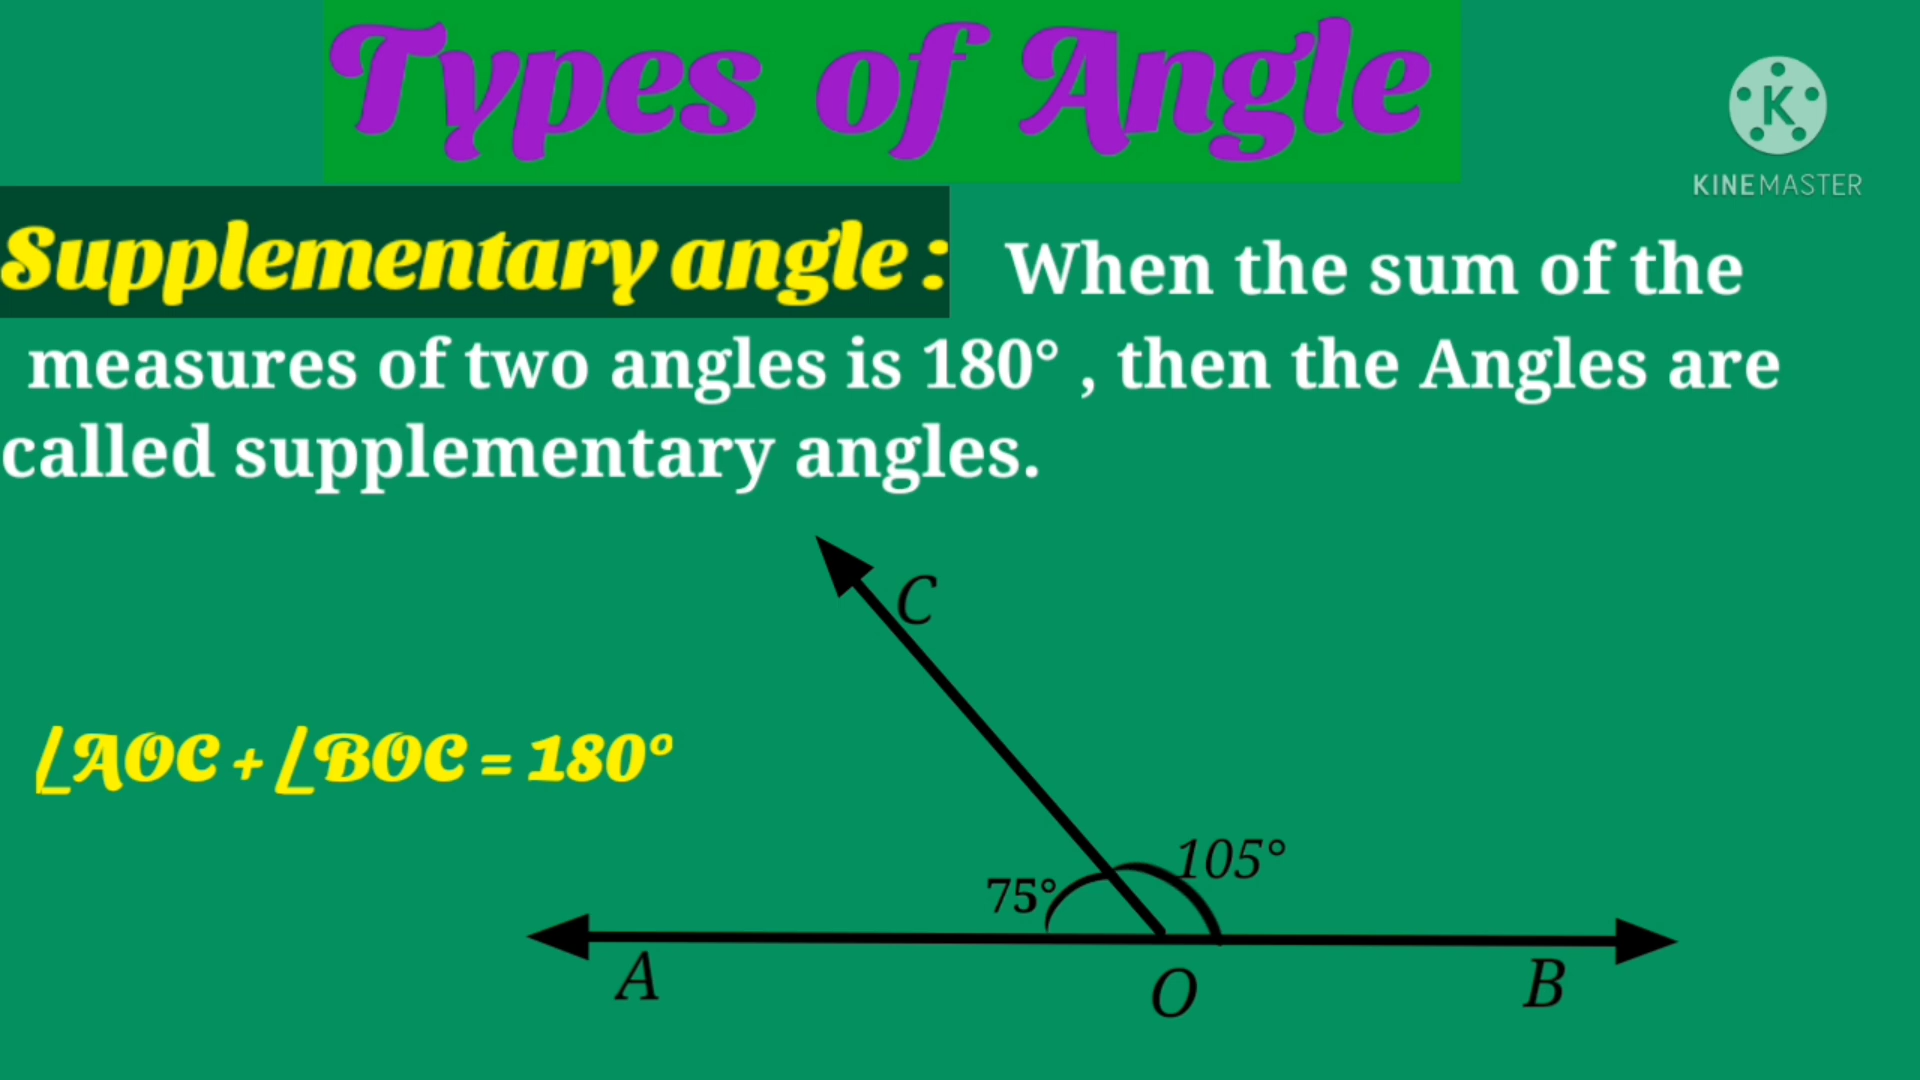 Types of Angle
K
KINEMASTER
Supplementary angle : When the sum of the
measures of two angles is 180° , then the Angles are
called supplementary angles.
C
∠AOC + ∠BOC = 180°
105°
75°
A
O
B